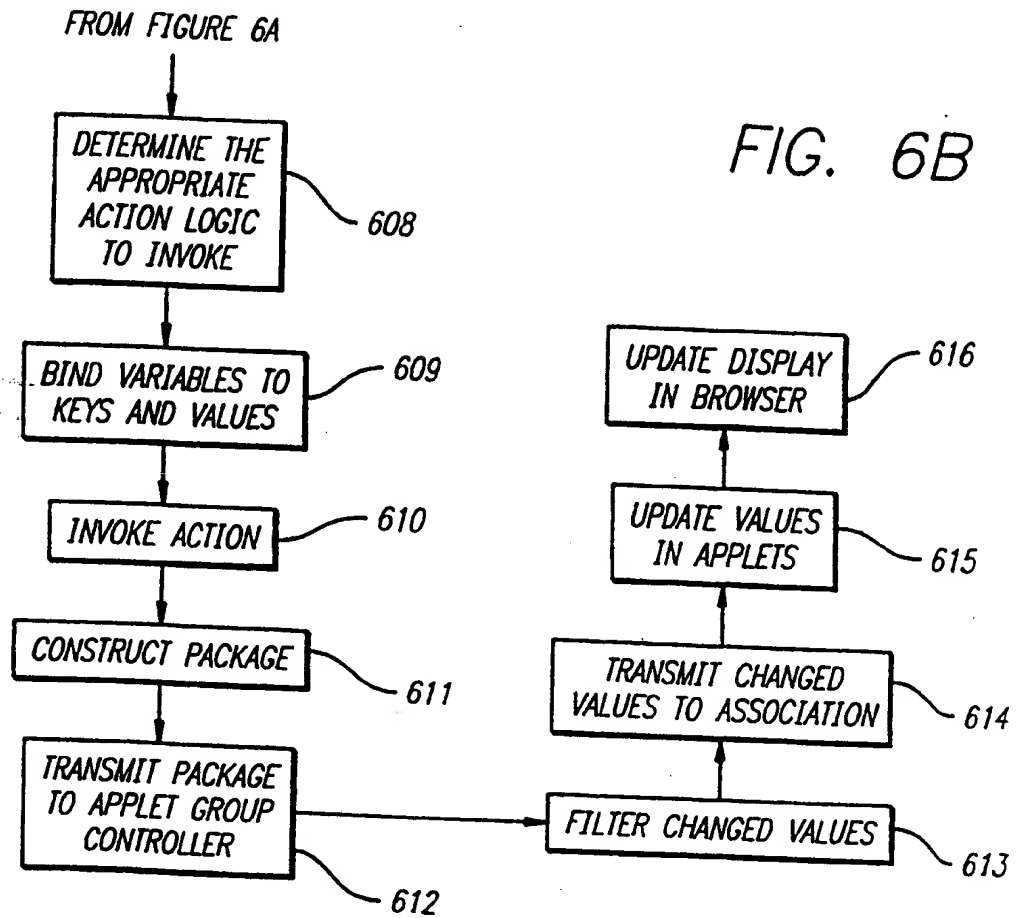 FROM FIGURE 6A
FIG. 6B
DETERMINE THE
APPROPRIATE
ACTION LOGIC
TO INVOKE
608
BIND VARIABLES TO
KEYS AND VALUES
609
INVOKE ACTION
610
CONSTRUCT PACKAGE
611
TRANSMIT PACKAGE
TO APPLET GROUP
CONTROLLER
612
FILTER CHANGED VALUES
613
TRANSMIT CHANGED
VALUES TO ASSOCIATION
614
UPDATE VALUES
IN APPLETS
615
UPDATE DISPLAY
IN BROWSER
616